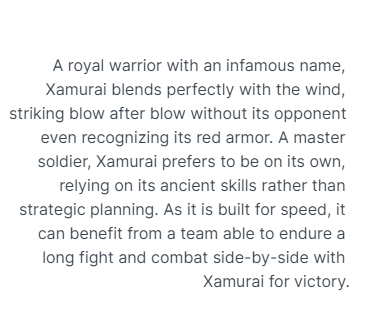 A royal warrior with an infamous name,
Xamurai blends perfectly with the wind,
striking blow after blow without its opponent
even recognizing its red armor. A master
soldier, Xamurai prefers to be on its own,
relying on its ancient skills rather than
strategic planning. As it is built for speed, it
can benefit from a team able to endure a
long fight and combat side-by-side with
Xamurai for victory.